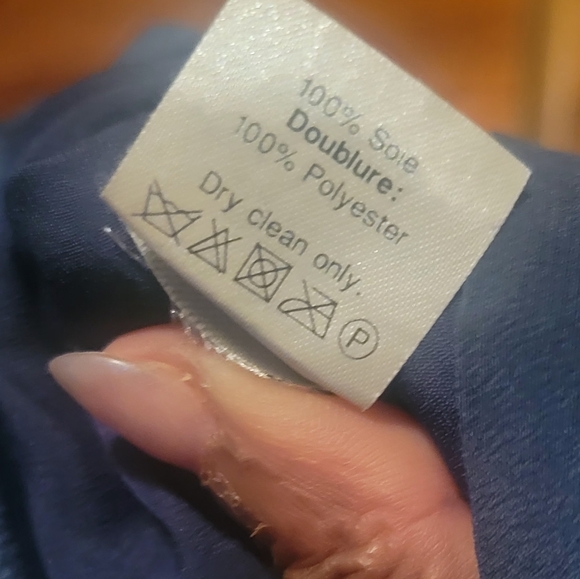 100% Soie
Doublure:
100% Polyester
Dry clean only.
P